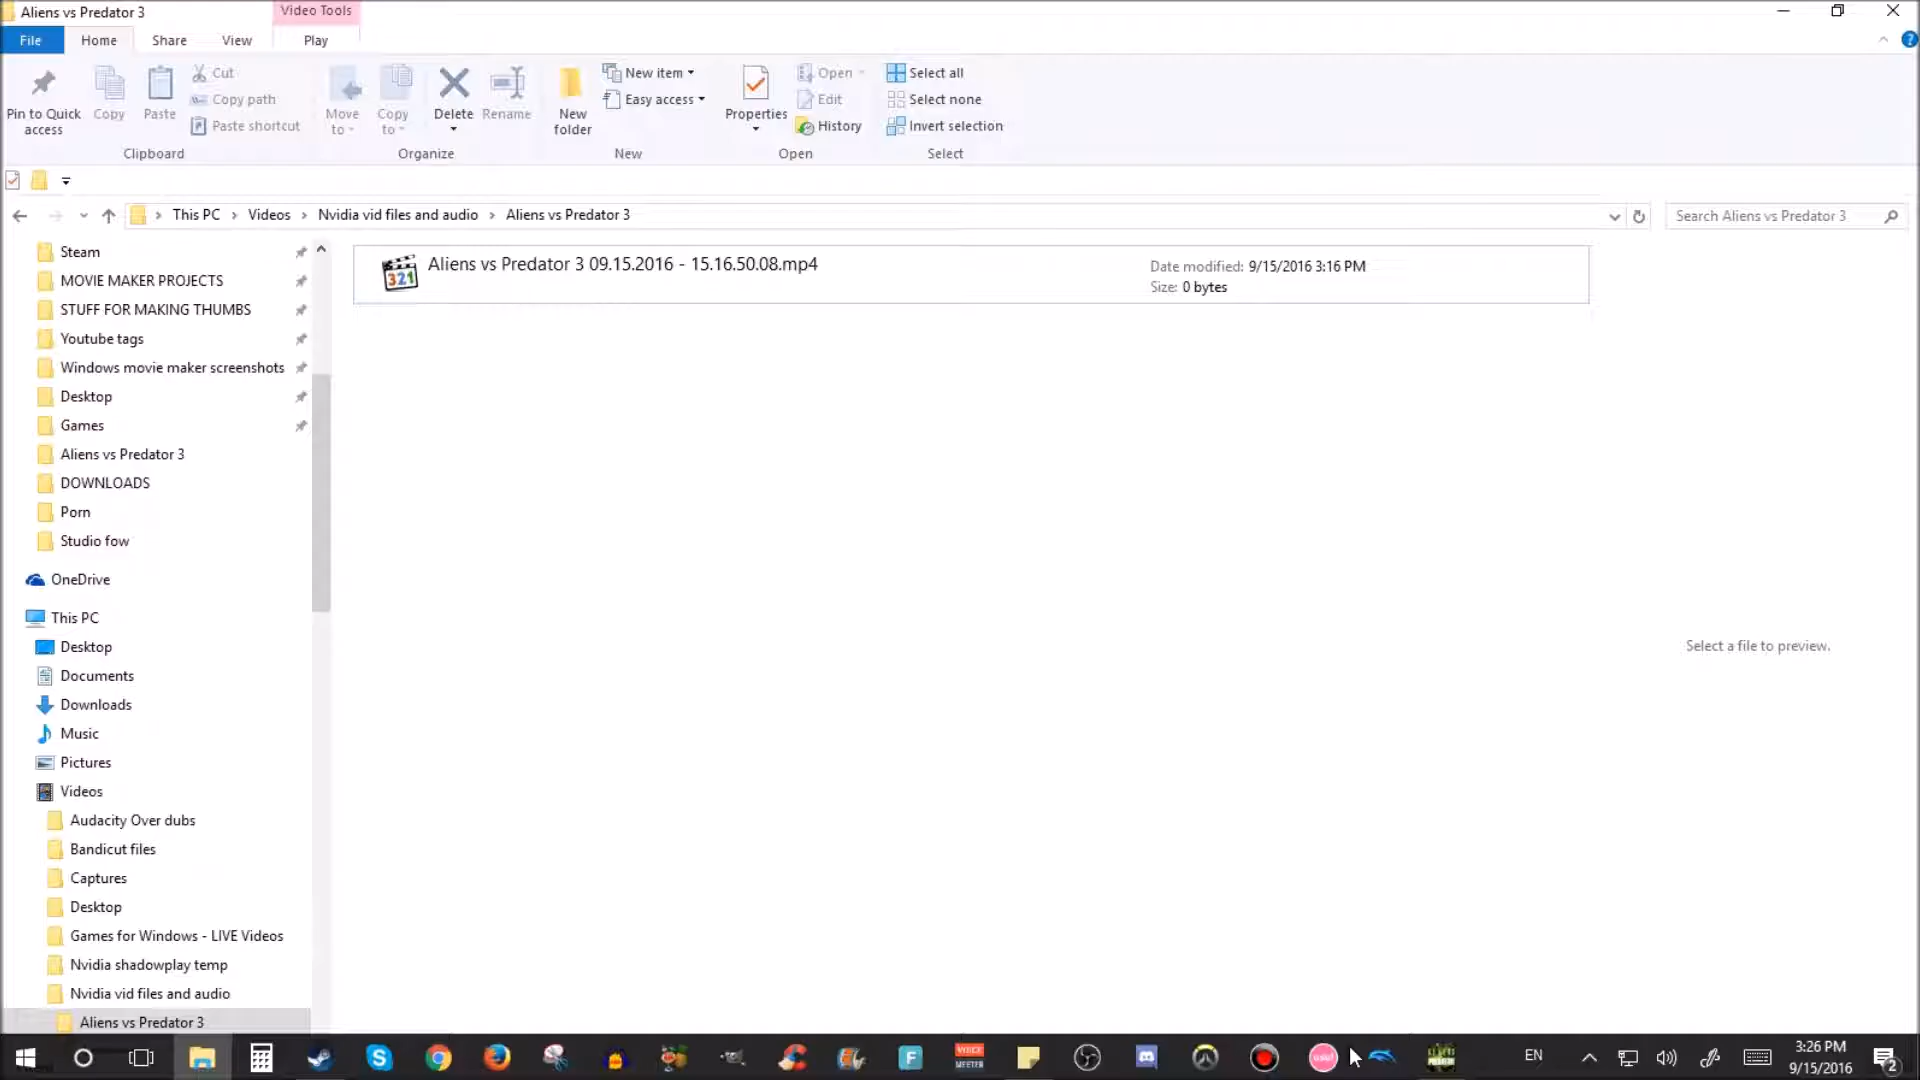 Aliens vs Predator 3
Video Tools
File
Home
Share
View
Play
Pin to Quick access
Copy
Paste
Cut
Copy path
Paste shortcut
Clipboard
Move to
Copy to
Delete
Rename
Organize
New folder
New item
Easy access
New
Properties
Open
Edit
History
Open
Select all
Select none
Invert selection
Select
This PC > Videos > Nvidia vid files and audio > Aliens vs Predator 3
Search Aliens vs Predator 3
Steam
MOVIE MAKER PROJECTS
STUFF FOR MAKING THUMBS
Youtube tags
Windows movie maker screenshots
Desktop
Games
Aliens vs Predator 3
DOWNLOADS
Porn
Studio fow
OneDrive
This PC
Desktop
Documents
Downloads
Music
Pictures
Videos
Audacity Over dubs
Bandicut files
Captures
Desktop
Games for Windows - LIVE Videos
Nvidia shadowplay temp
Nvidia vid files and audio
Aliens vs Predator 3
321
Aliens vs Predator 3 09.15.2016 - 15.16.50.08.mp4
Date modified: 9/15/2016 3:16 PM
Size: 0 bytes
Select a file to preview.
F
VOICE
MEETER
osu!
EN
3:26 PM
9/15/2016
2